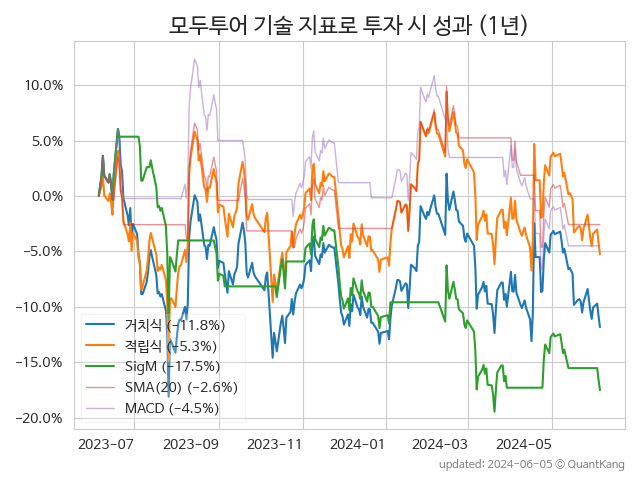 모두투어 기술 지표로 투자 시 성과 (1년)
10.0%
5.0%
0.0%
−5.0%
−10.0%
−15.0%
−20.0%
거치식 (−11.8%)
적립식 (−5.3%)
SigM (−17.5%)
SMA(20) (−2.6%)
MACD (−4.5%)
2023-07 2023-09 2023-11 2024-01 2024-03 2024-05
updated: 2024-06-05 © QuantKang